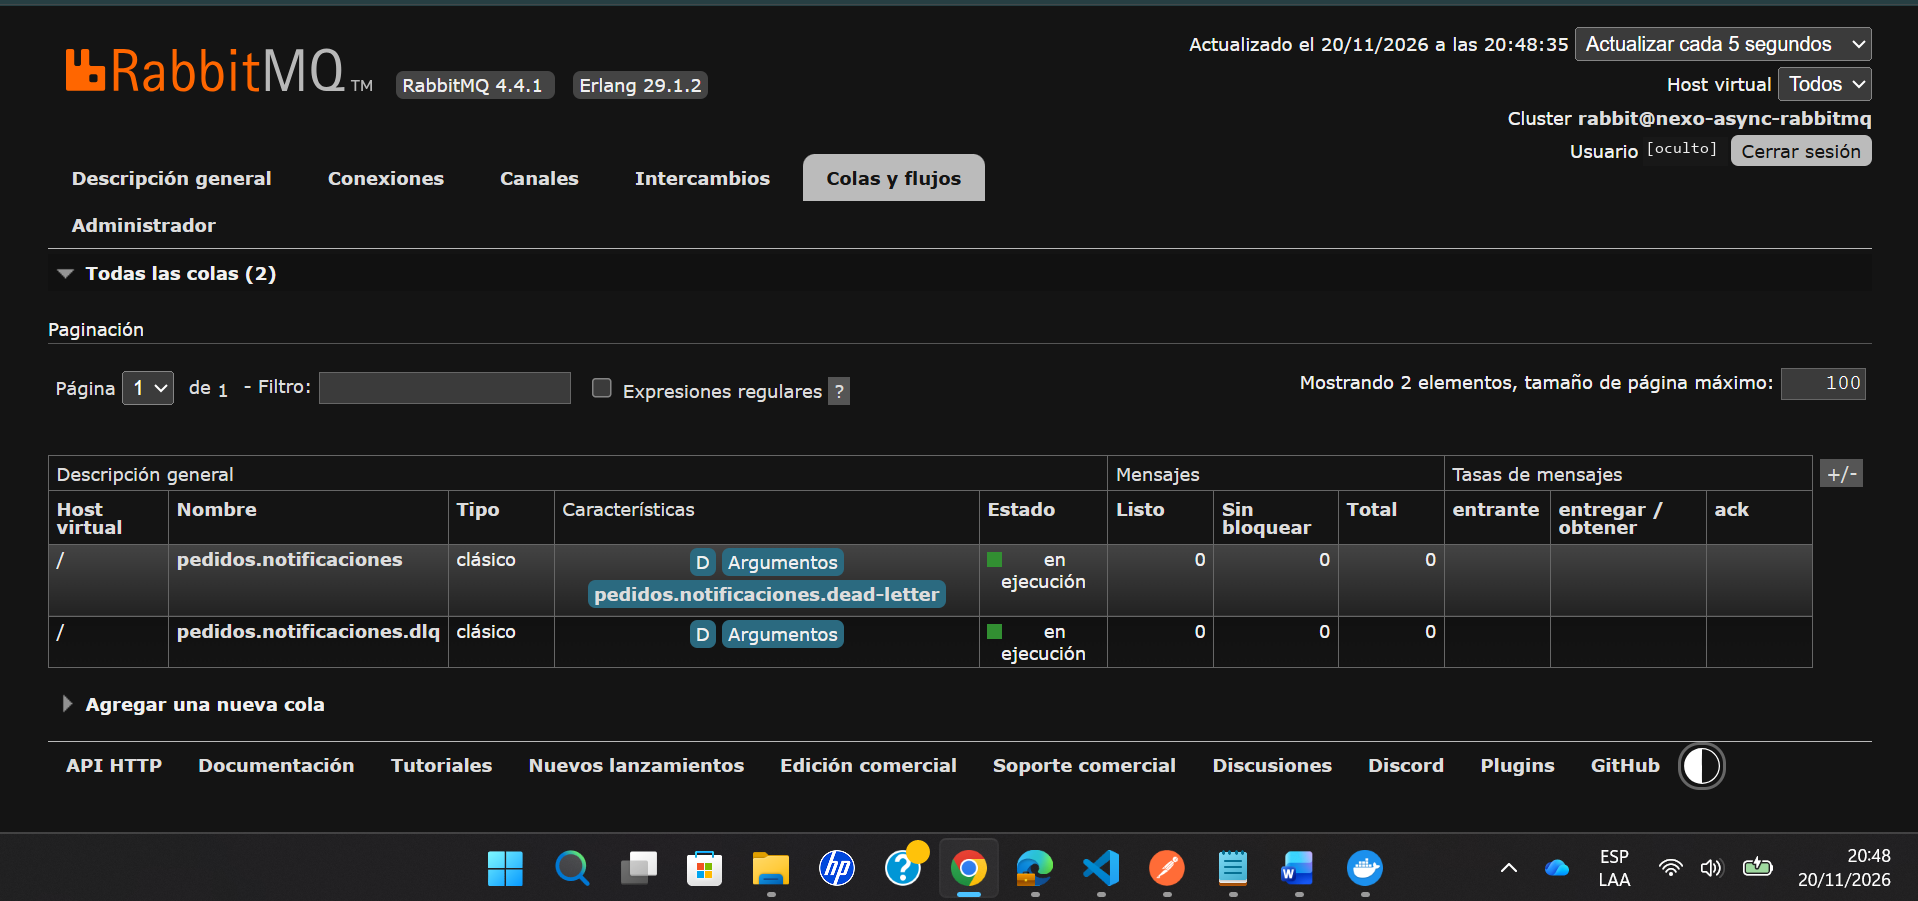 Actualizado el 20/11/2026 a las 20:48:35 Actualizar cada 5 segundos
RabbitMQ TM RabbitMQ 4.4.1 Erlang 29.1.2
Host virtual Todos
Cluster rabbit@nexo-async-rabbitmq
Usuario [oculto] Cerrar sesión
Descripción general Conexiones Canales Intercambios Colas y flujos
Administrador
Todas las colas (2)
Paginación
Página 1 de 1 - Filtro: Expresiones regulares ? Mostrando 2 elementos, tamaño de página máximo: 100
Descripción general Mensajes Tasas de mensajes +/-
Host virtual Nombre Tipo Características Estado Listo Sin bloquear Total entrante entregar / obtener ack
/ pedidos.notificaciones clásico D Argumentos pedidos.notificaciones.dead-letter en ejecución 0 0 0
/ pedidos.notificaciones.dlq clásico D Argumentos en ejecución 0 0 0
Agregar una nueva cola
API HTTP Documentación Tutoriales Nuevos lanzamientos Edición comercial Soporte comercial Discusiones Discord Plugins GitHub
hp ? W ESP 20:48
LAA 20/11/2026